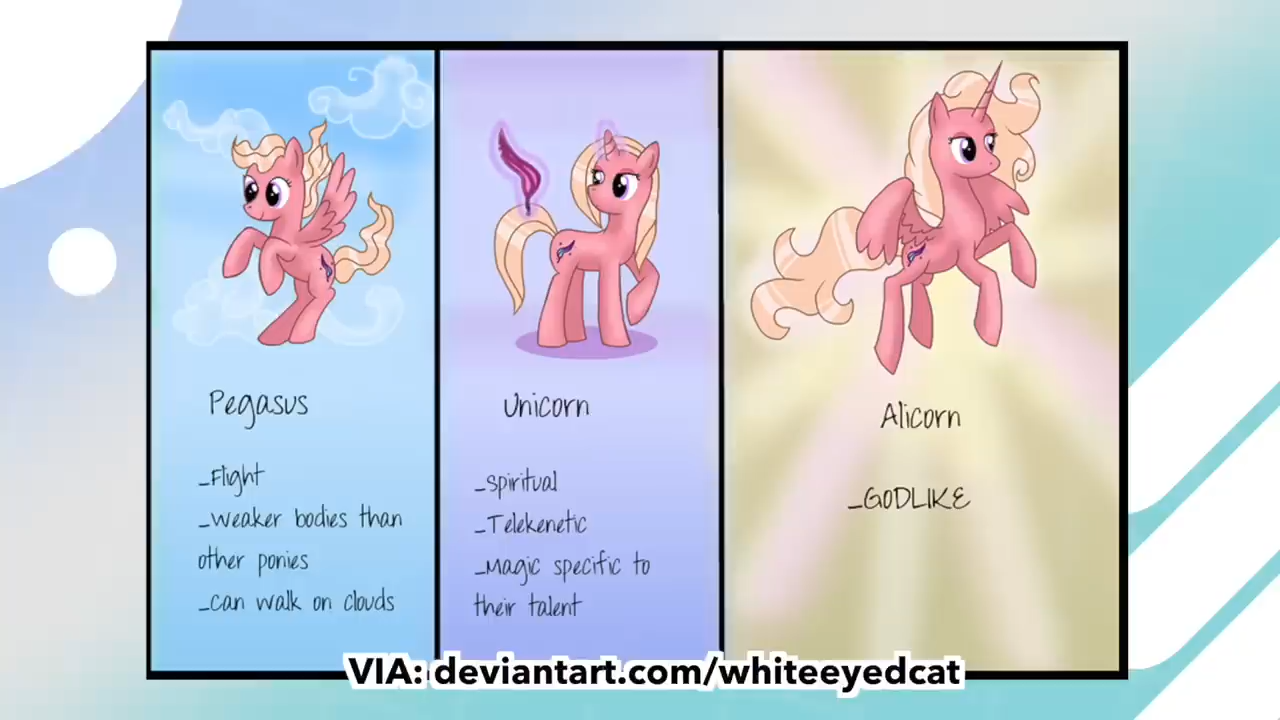 Pegasus
_Flight
_Weaker bodies than
other ponies
_Can walk on clouds
Unicorn
_Spiritual
_Telekenetic
_Magic specific to
their talent
Alicorn
_GODLIKE
VIA: deviantart.com/whiteeyedcat